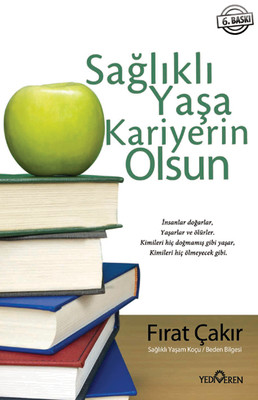 6. BASKI
Sağlıklı
Yaşa
Kariyerin
Olsun
İnsanlar doğarlar,
Yaşarlar ve ölürler.
Kimileri hiç doğmamış gibi yaşar,
Kimileri hiç ölmeyecek gibi.
Fırat Çakır
Sağlıklı Yaşam Koçu / Beden Bilgesi
YEDİVEREN